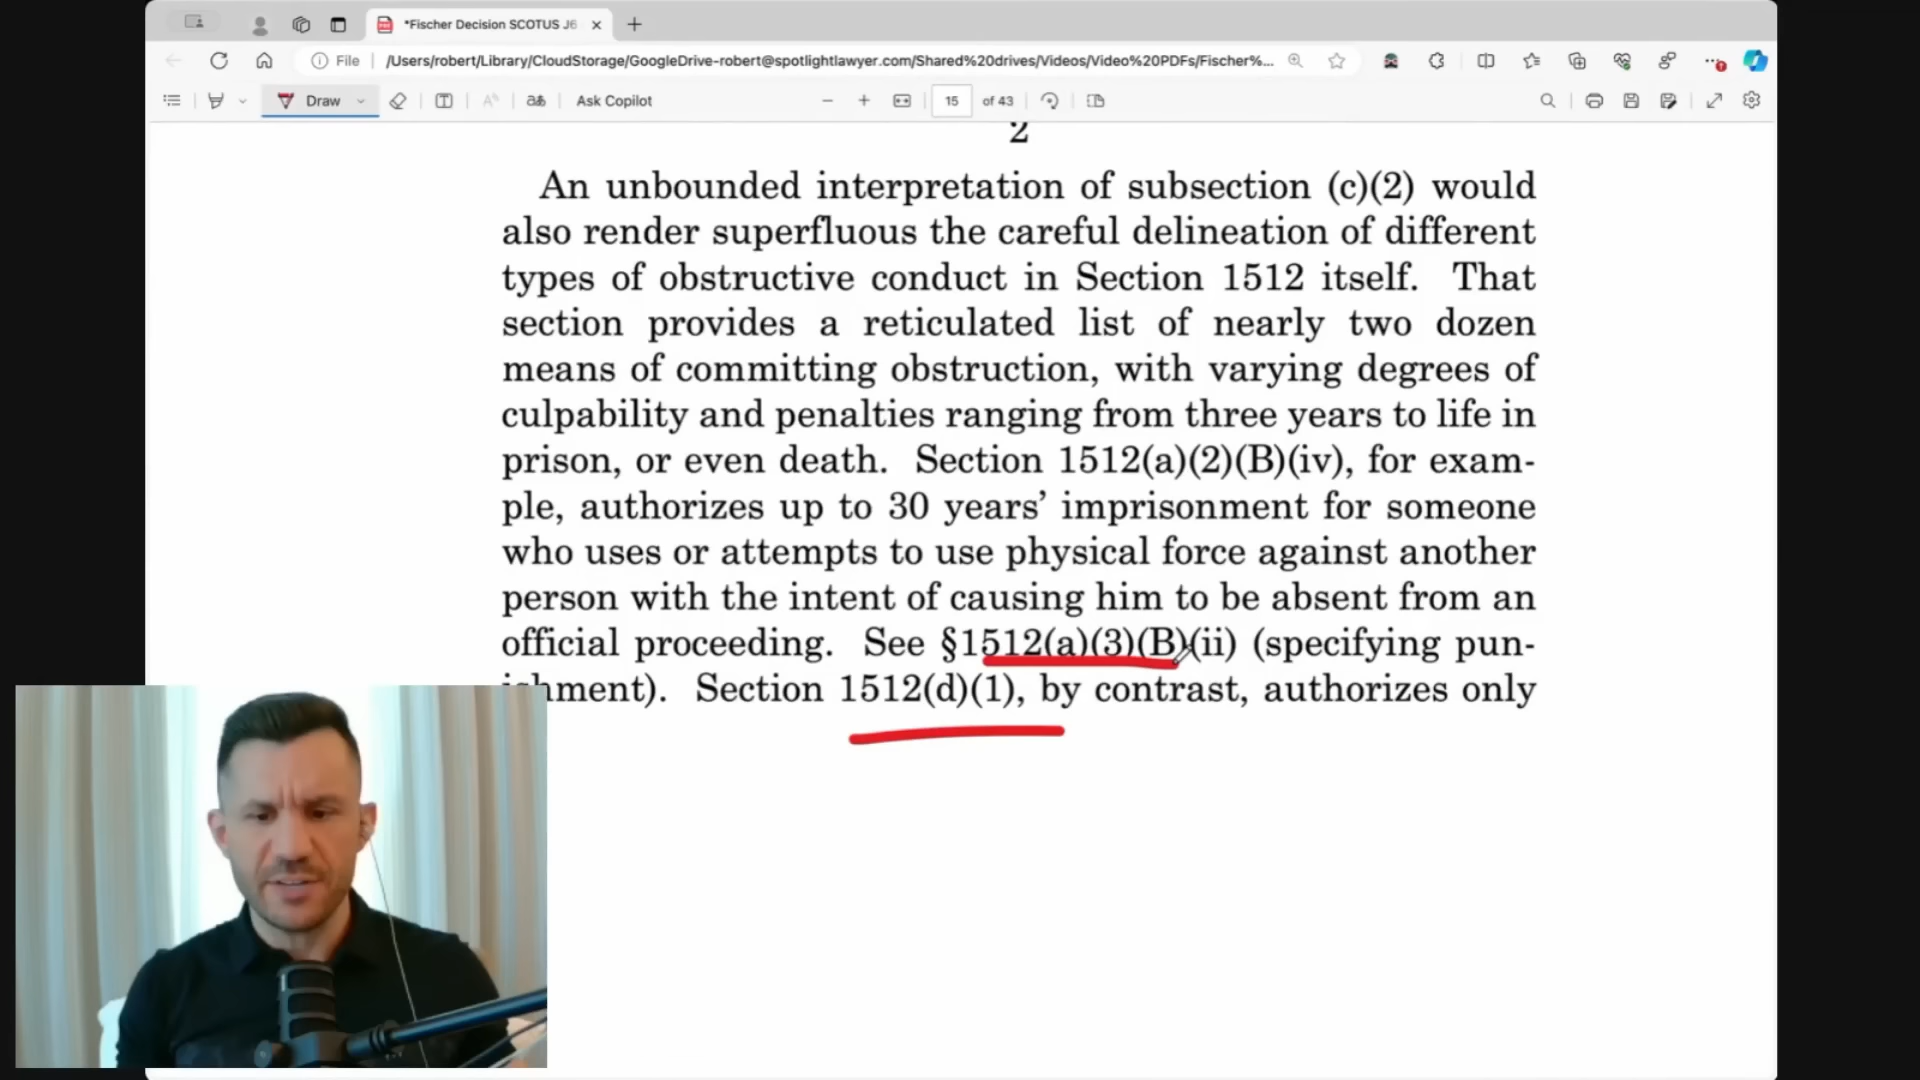 *Fischer Decision SCOTUS J6
File
/Users/robert/Library/CloudStorage/GoogleDrive-robert@spotlightlawyer.com/Shared%20drives/Videos/Video%20PDFs/Fischer%...
Draw
Ask Copilot
15 of 43
2
An unbounded interpretation of subsection (c)(2) would
also render superfluous the careful delineation of different
types of obstructive conduct in Section 1512 itself. That
section provides a reticulated list of nearly two dozen
means of committing obstruction, with varying degrees of
culpability and penalties ranging from three years to life in
prison, or even death. Section 1512(a)(2)(B)(iv), for exam-
ple, authorizes up to 30 years’ imprisonment for someone
who uses or attempts to use physical force against another
person with the intent of causing him to be absent from an
official proceeding. See §1512(a)(3)(B)(ii) (specifying pun-
ishment). Section 1512(d)(1), by contrast, authorizes only